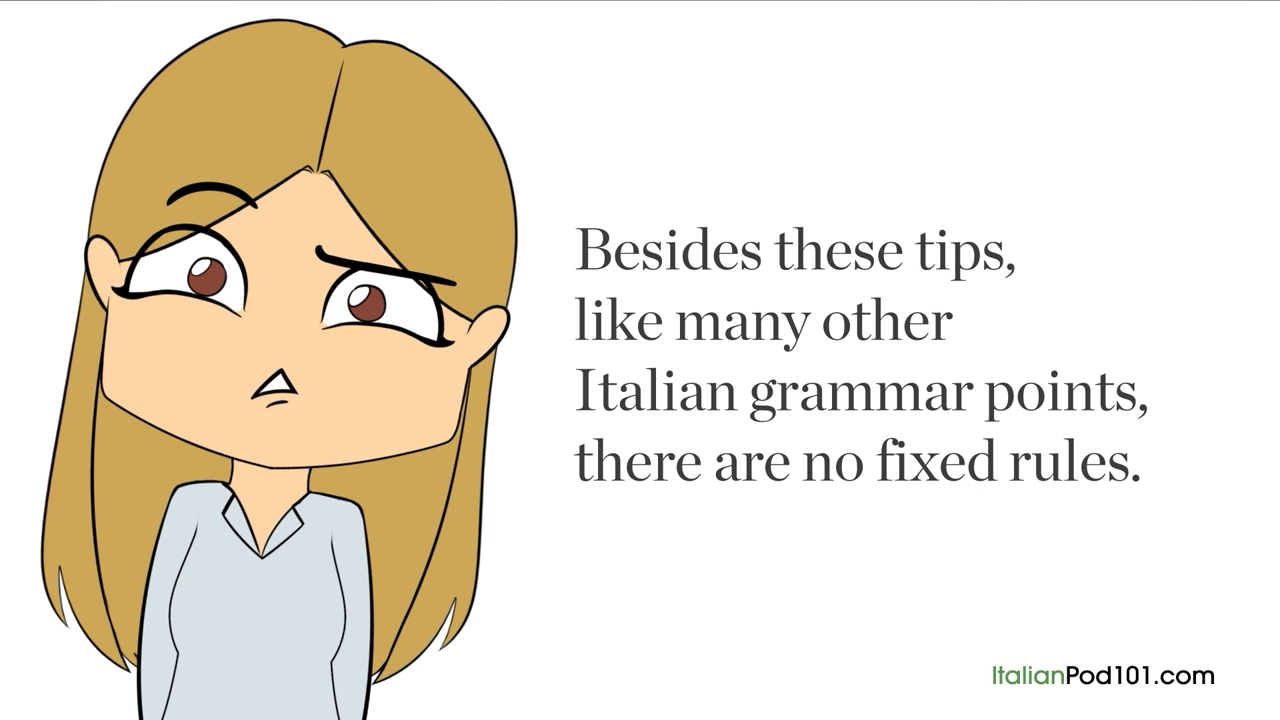 Besides these tips,
like many other
Italian grammar points,
there are no fixed rules.
ItalianPod101.com